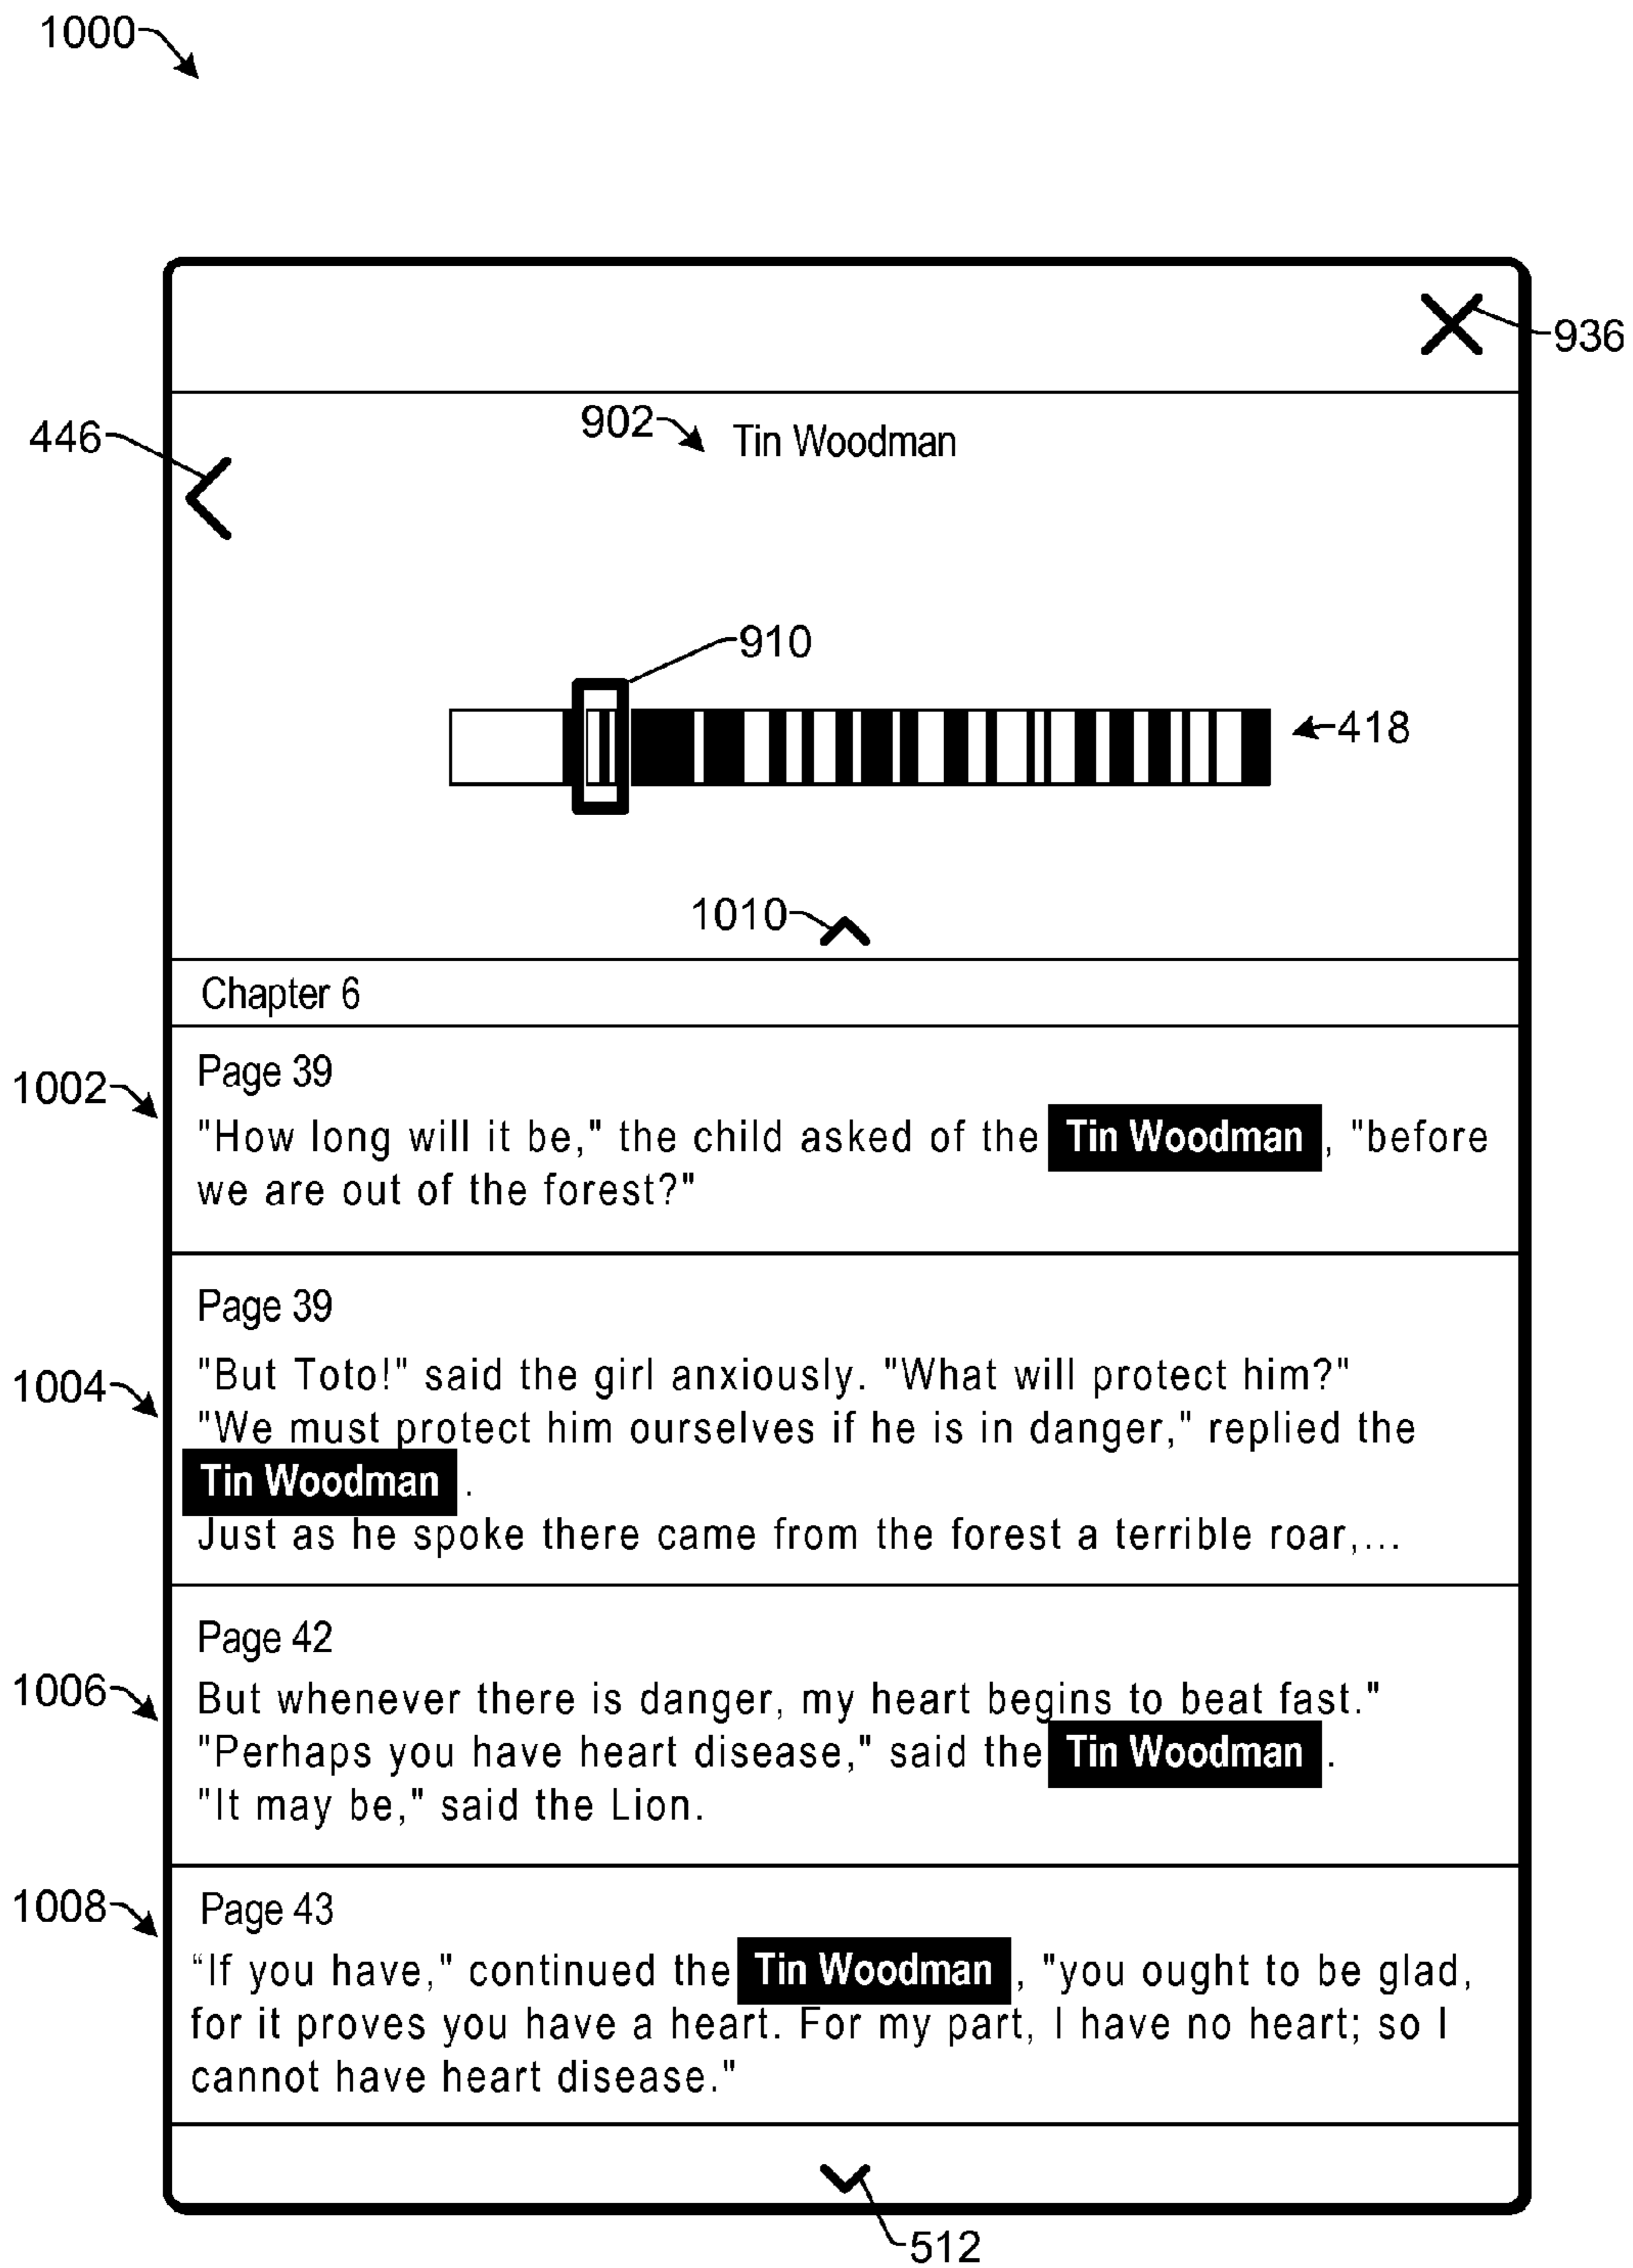 1000
936
902 Tin Woodman
446
910
418
1010
Chapter 6
Page 39
1002
"How long will it be," the child asked of the Tin Woodman, "before
we are out of the forest?"
Page 39
1004
"But Toto!" said the girl anxiously. "What will protect him?"
"We must protect him ourselves if he is in danger," replied the
Tin Woodman.
Just as he spoke there came from the forest a terrible roar,...
Page 42
1006
But whenever there is danger, my heart begins to beat fast."
"Perhaps you have heart disease," said the Tin Woodman.
"It may be," said the Lion.
1008
Page 43
“If you have," continued the Tin Woodman, "you ought to be glad,
for it proves you have a heart. For my part, I have no heart; so I
cannot have heart disease."
512